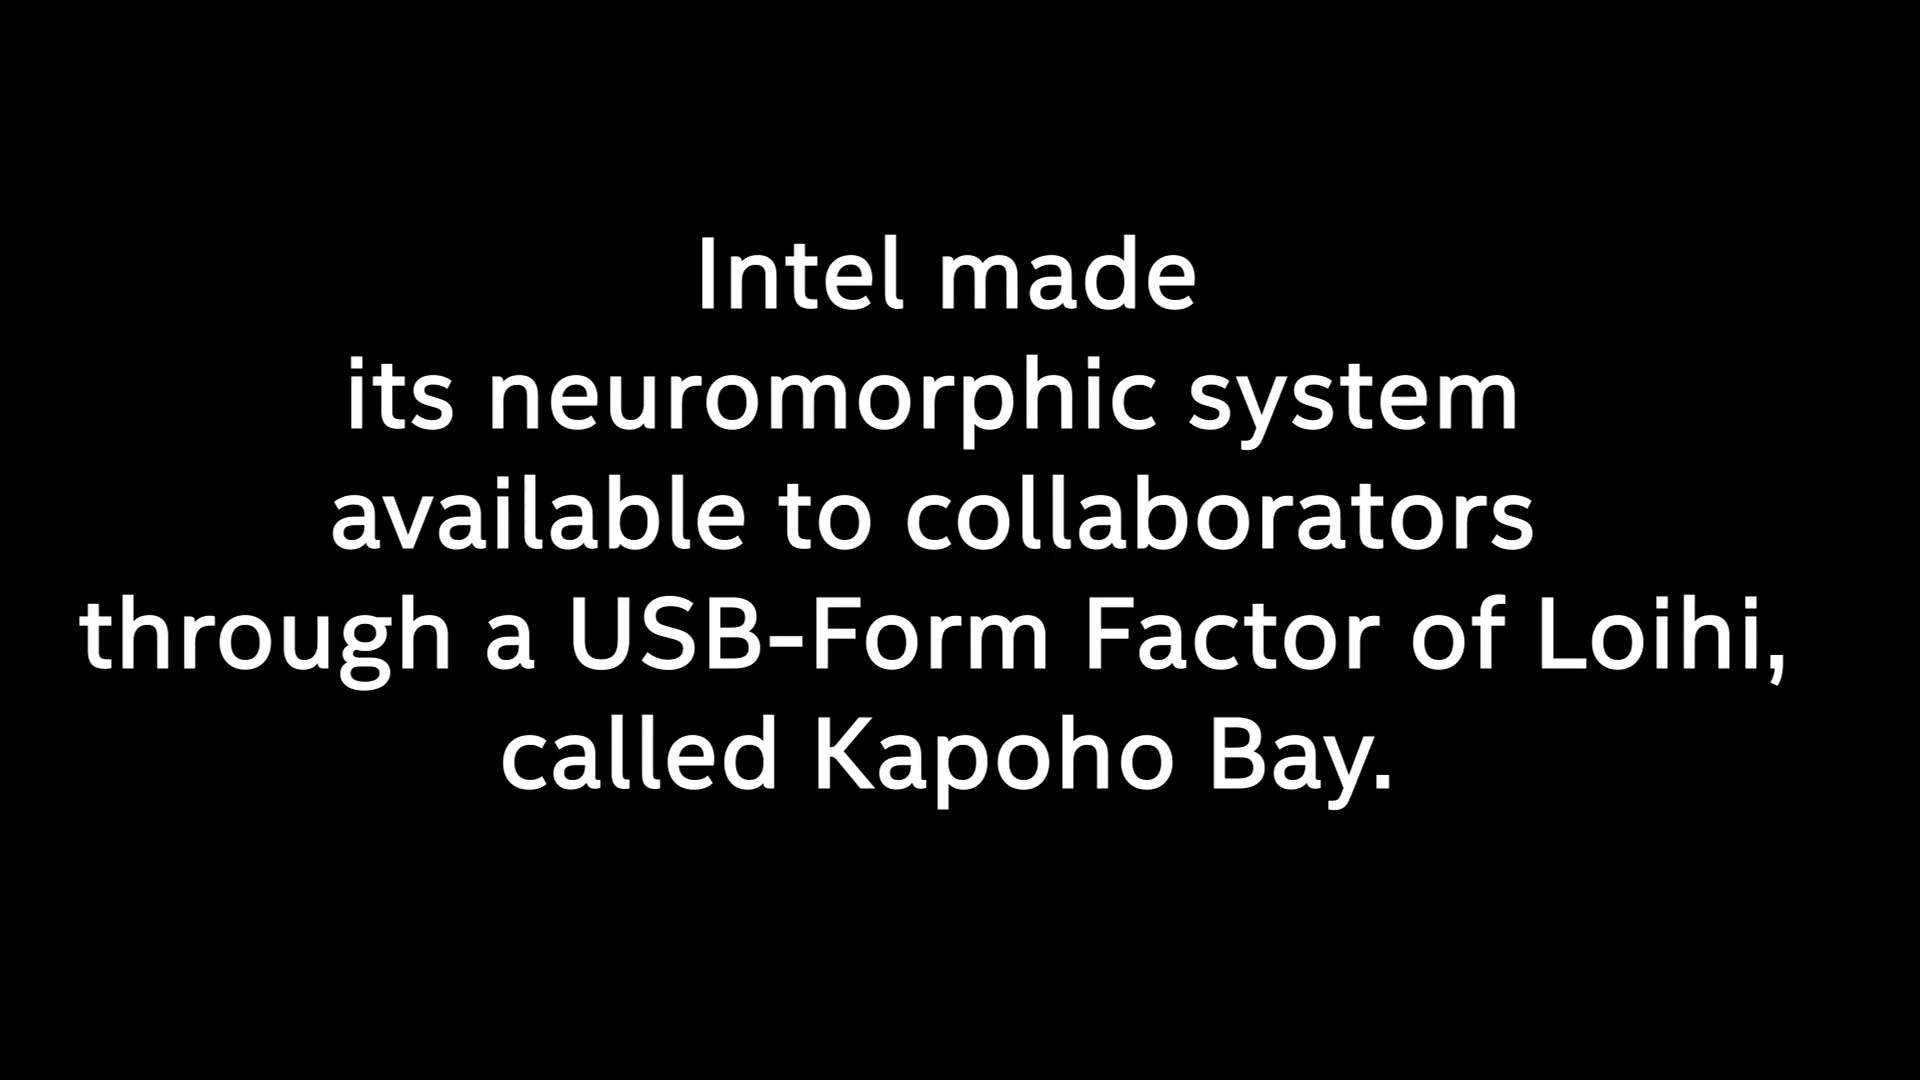 Intel made
its neuromorphic system
available to collaborators
through a USB-Form Factor of Loihi,
called Kapoho Bay.